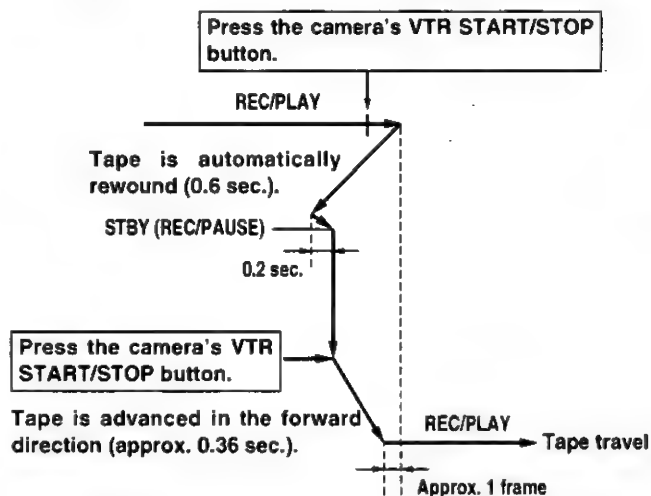 Press the camera's VTR START/STOP
button.
REC/PLAY
Tape is automatically
rewound (0.6 sec.).
STBY (REC/PAUSE)
0.2 sec.
Press the camera's VTR
START/STOP button.
Tape is advanced in the forward
direction (approx. 0.36 sec.).
REC/PLAY
Tape travel
Approx. 1 frame